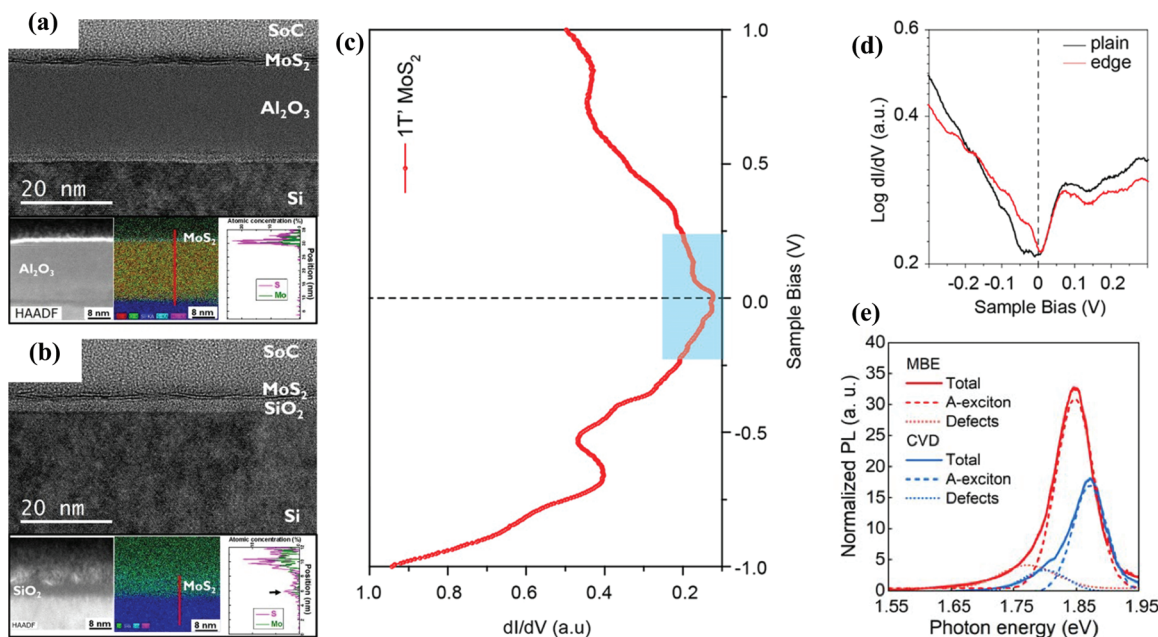 (a)
SoC
MoS2
Al2O3
20 nm
Si
Al2O3
HAADF
8 nm
MoS2
8 nm
Atomic concentration (%)
S
Mo
Position (nm)
(b)
SoC
MoS2
SiO2
20 nm
Si
SiO2
HAADF
8 nm
MoS2
8 nm
Atomic concentration (%)
S
Mo
Position (nm)
(c)
1T' MoS2
1.0
0.5
0.0
-0.5
-1.0
Sample Bias (V)
1.0 0.8 0.6 0.4 0.2
dI/dV (a.u)
(d)
plain
edge
0.6
0.4
0.2
Log dI/dV (a.u.)
-0.2 -0.1 0 0.1 0.2
Sample Bias (V)
(e)
MBE
Total
A-exciton
Defects
CVD
Total
A-exciton
Defects
40
35
30
25
20
15
10
5
0
Normalized PL (a. u.)
1.55 1.65 1.75 1.85 1.95
Photon energy (eV)